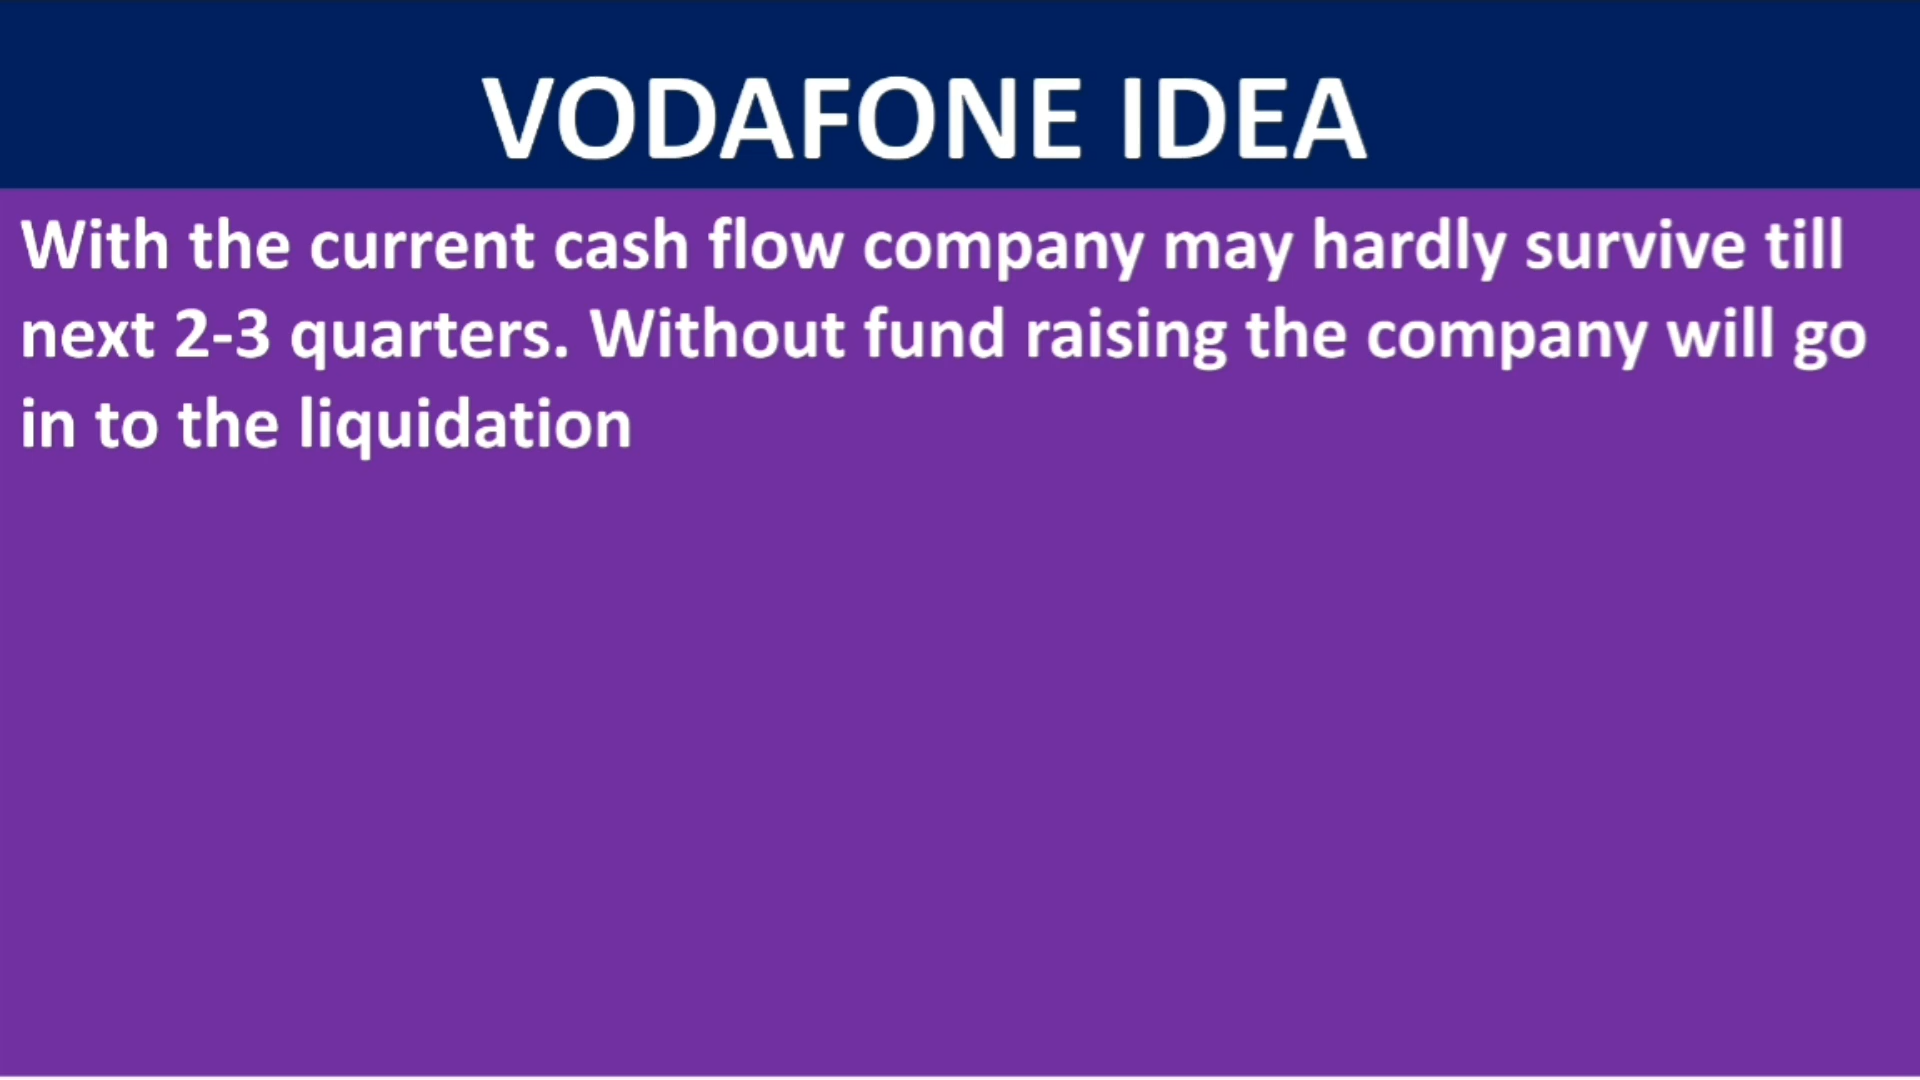 VODAFONE IDEA
With the current cash flow company may hardly survive till
next 2-3 quarters. Without fund raising the company will go
in to the liquidation